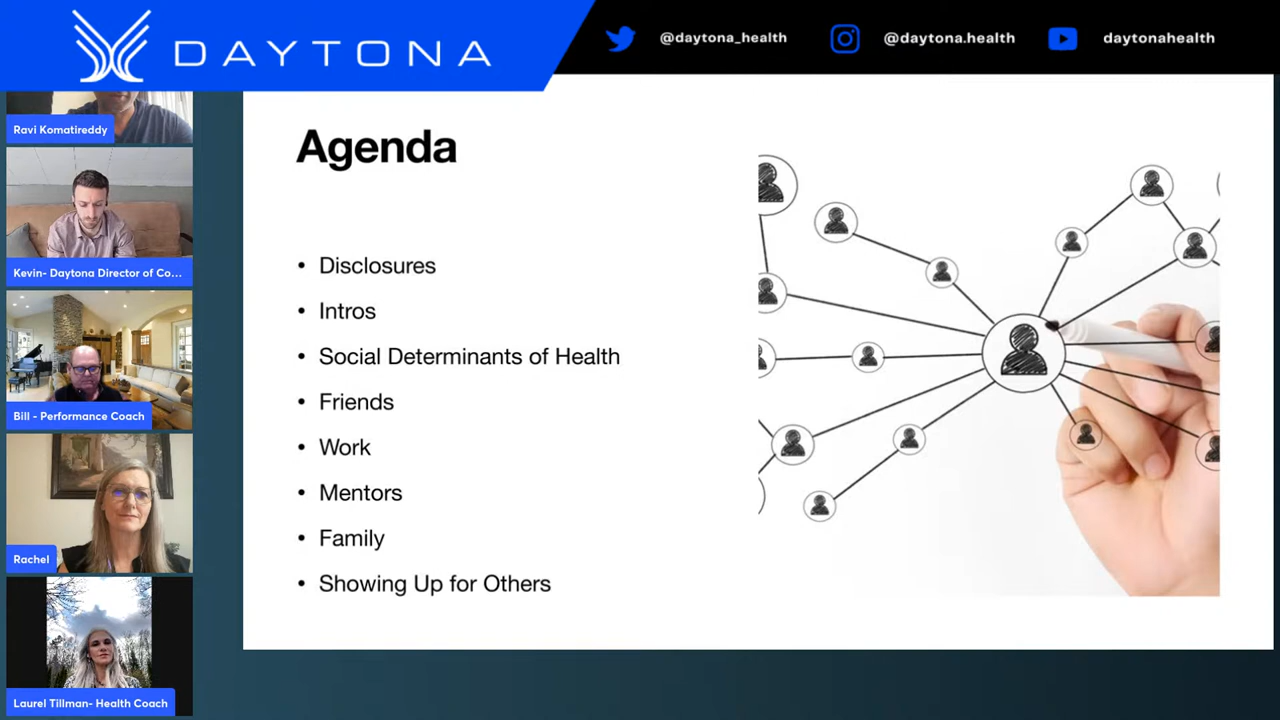 DAYTONA
@daytona_health
@daytona.health
daytonahealth
Ravi Komatireddy
Kevin- Daytona Director of Co...
Bill - Performance Coach
Rachel
Laurel Tillman- Health Coach
Agenda
• Disclosures
• Intros
• Social Determinants of Health
• Friends
• Work
• Mentors
• Family
• Showing Up for Others